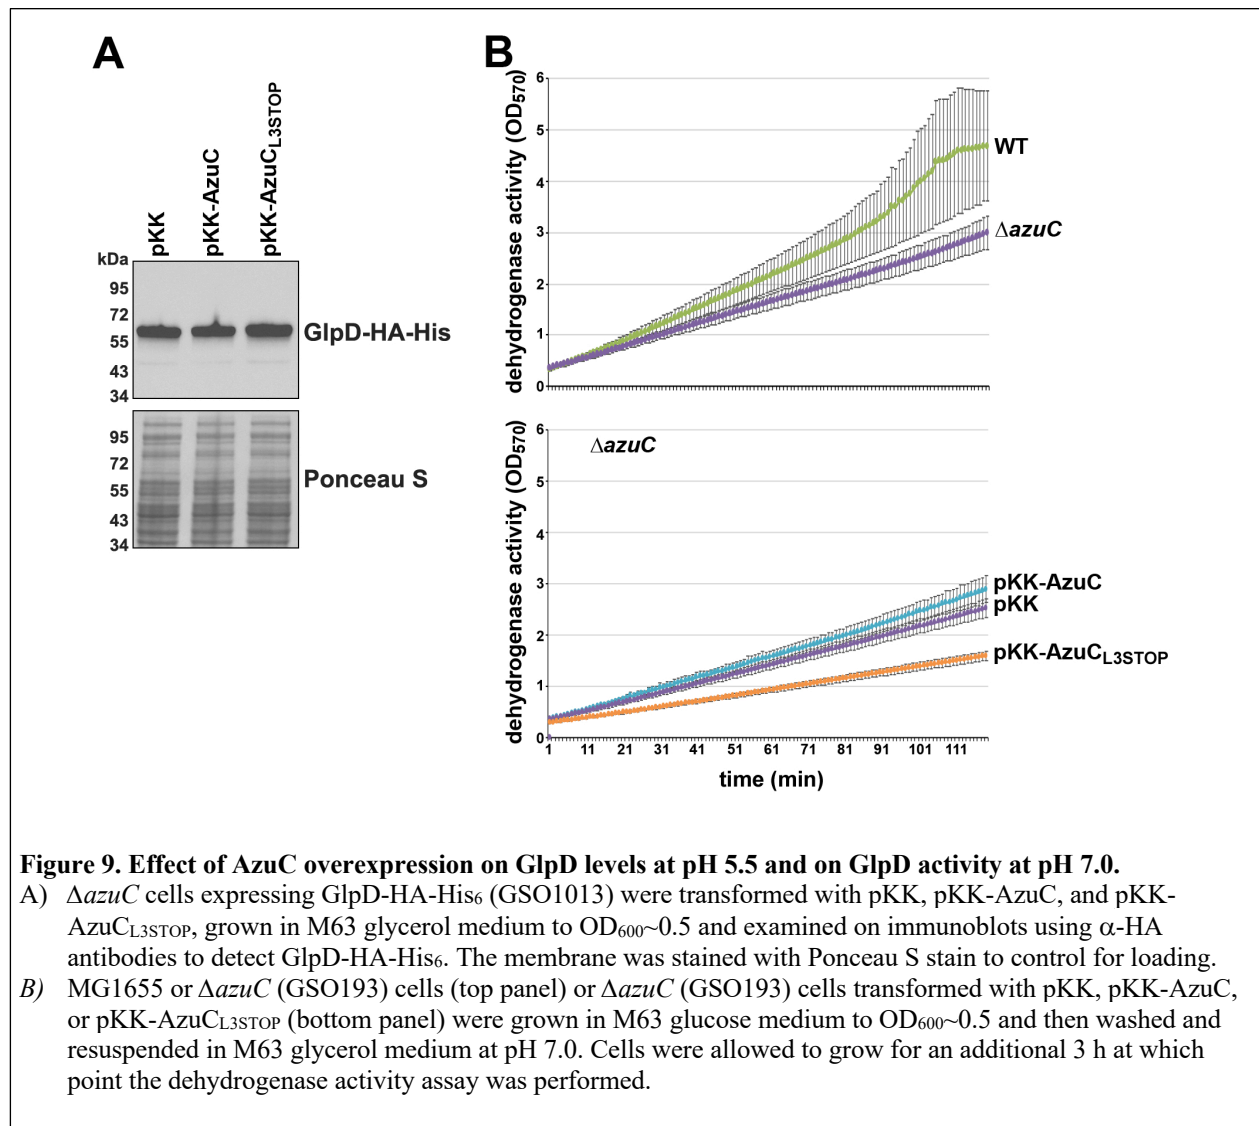 A
pKK
pKK-AzuC
pKK-AzuCL3STOP
kDa
95
72
55
43
34
GlpD-HA-His
95
72
55
43
34
Ponceau S
B
dehydrogenase activity (OD570)
6
5
4
3
2
1
0
WT
ΔazuC
dehydrogenase activity (OD570)
6
5
4
3
2
1
0
ΔazuC
pKK-AzuC
pKK
pKK-AzuCL3STOP
1 11 21 31 41 51 61 71 81 91 101 111
time (min)
Figure 9. Effect of AzuC overexpression on GlpD levels at pH 5.5 and on GlpD activity at pH 7.0.
A) ΔazuC cells expressing GlpD-HA-His6 (GSO1013) were transformed with pKK, pKK-AzuC, and pKK-
AzuCL3STOP, grown in M63 glycerol medium to OD600~0.5 and examined on immunoblots using α-HA
antibodies to detect GlpD-HA-His6. The membrane was stained with Ponceau S stain to control for loading.
B) MG1655 or ΔazuC (GSO193) cells (top panel) or ΔazuC (GSO193) cells transformed with pKK, pKK-AzuC,
or pKK-AzuCL3STOP (bottom panel) were grown in M63 glucose medium to OD600~0.5 and then washed and
resuspended in M63 glycerol medium at pH 7.0. Cells were allowed to grow for an additional 3 h at which
point the dehydrogenase activity assay was performed.